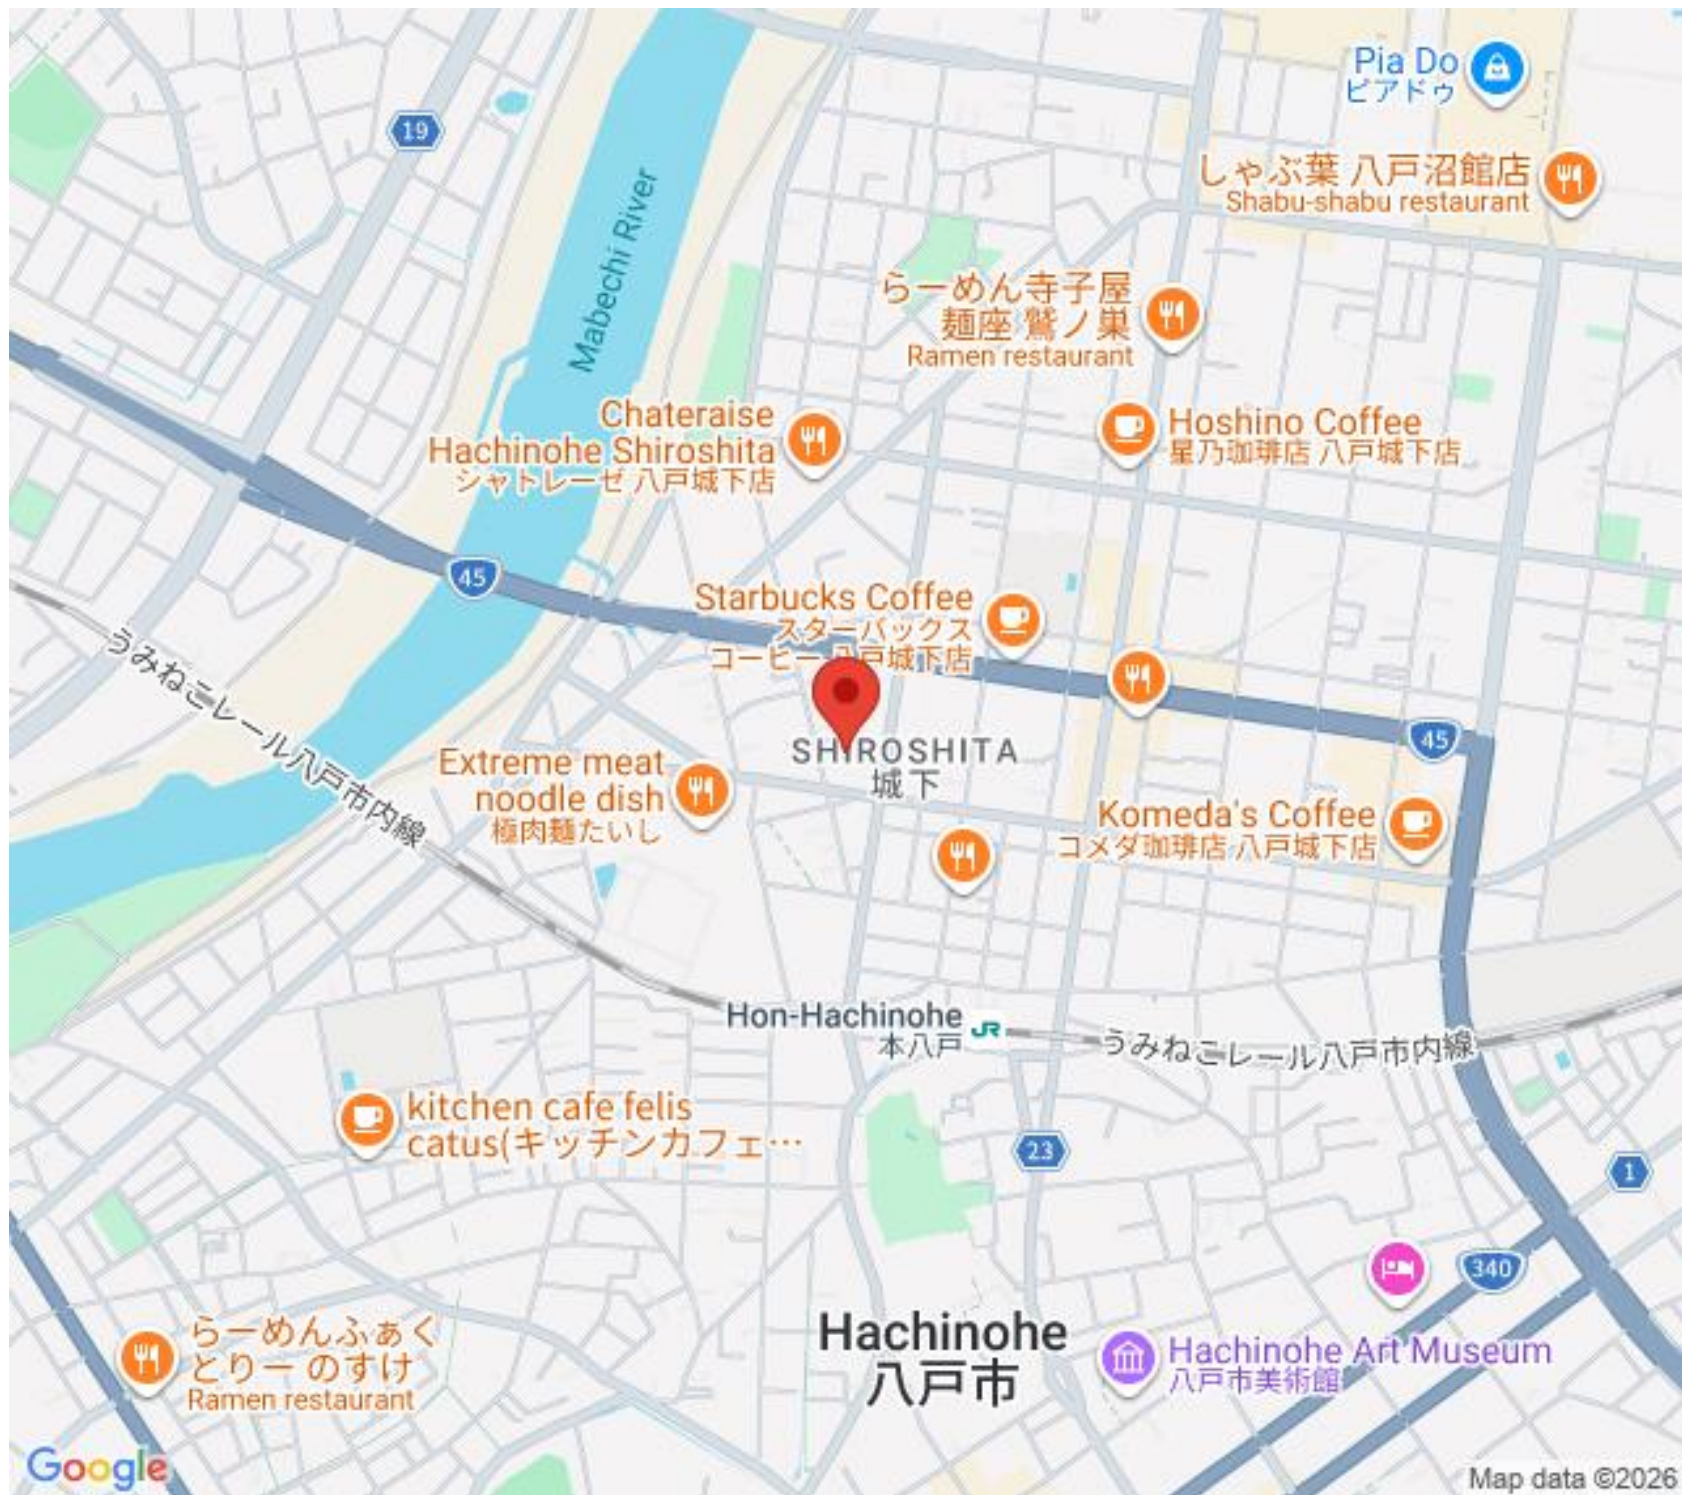 Pia Do
ピアドゥ
19
しゃぶ葉 八戸沼館店
Shabu-shabu restaurant
Mabechi River
らーめん寺子屋
麺座 鷲ノ巣
Ramen restaurant
Chateraise
Hachinohe Shiroshita
シャトレーゼ 八戸城下店
Hoshino Coffee
星乃珈琲店 八戸城下店
45
Starbucks Coffee
スターバックス
コーヒー 八戸城下店
うみねこレール八戸市内線
SHIROSHITA
城下
45
Extreme meat
noodle dish
極肉麺たいし
Komeda's Coffee
コメダ珈琲店 八戸城下店
Hon-Hachinohe
本八戸
JR
うみねこレール八戸市内線
kitchen cafe felis
catus(キッチンカフェ…
23
1
340
らーめんふぁく
とりー のすけ
Ramen restaurant
Hachinohe
八戸市
Hachinohe Art Museum
八戸市美術館
Google
Map data ©2026